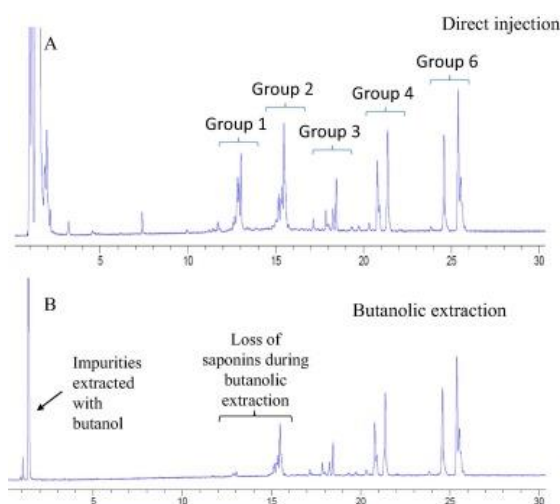 A
Direct injection
Group 1
Group 2
Group 3
Group 4
Group 6
5
10
15
20
25
30
B
Butanolic extraction
Impurities
extracted
with
butanol
Loss of
saponins during
butanolic
extraction
5
10
15
20
25
30